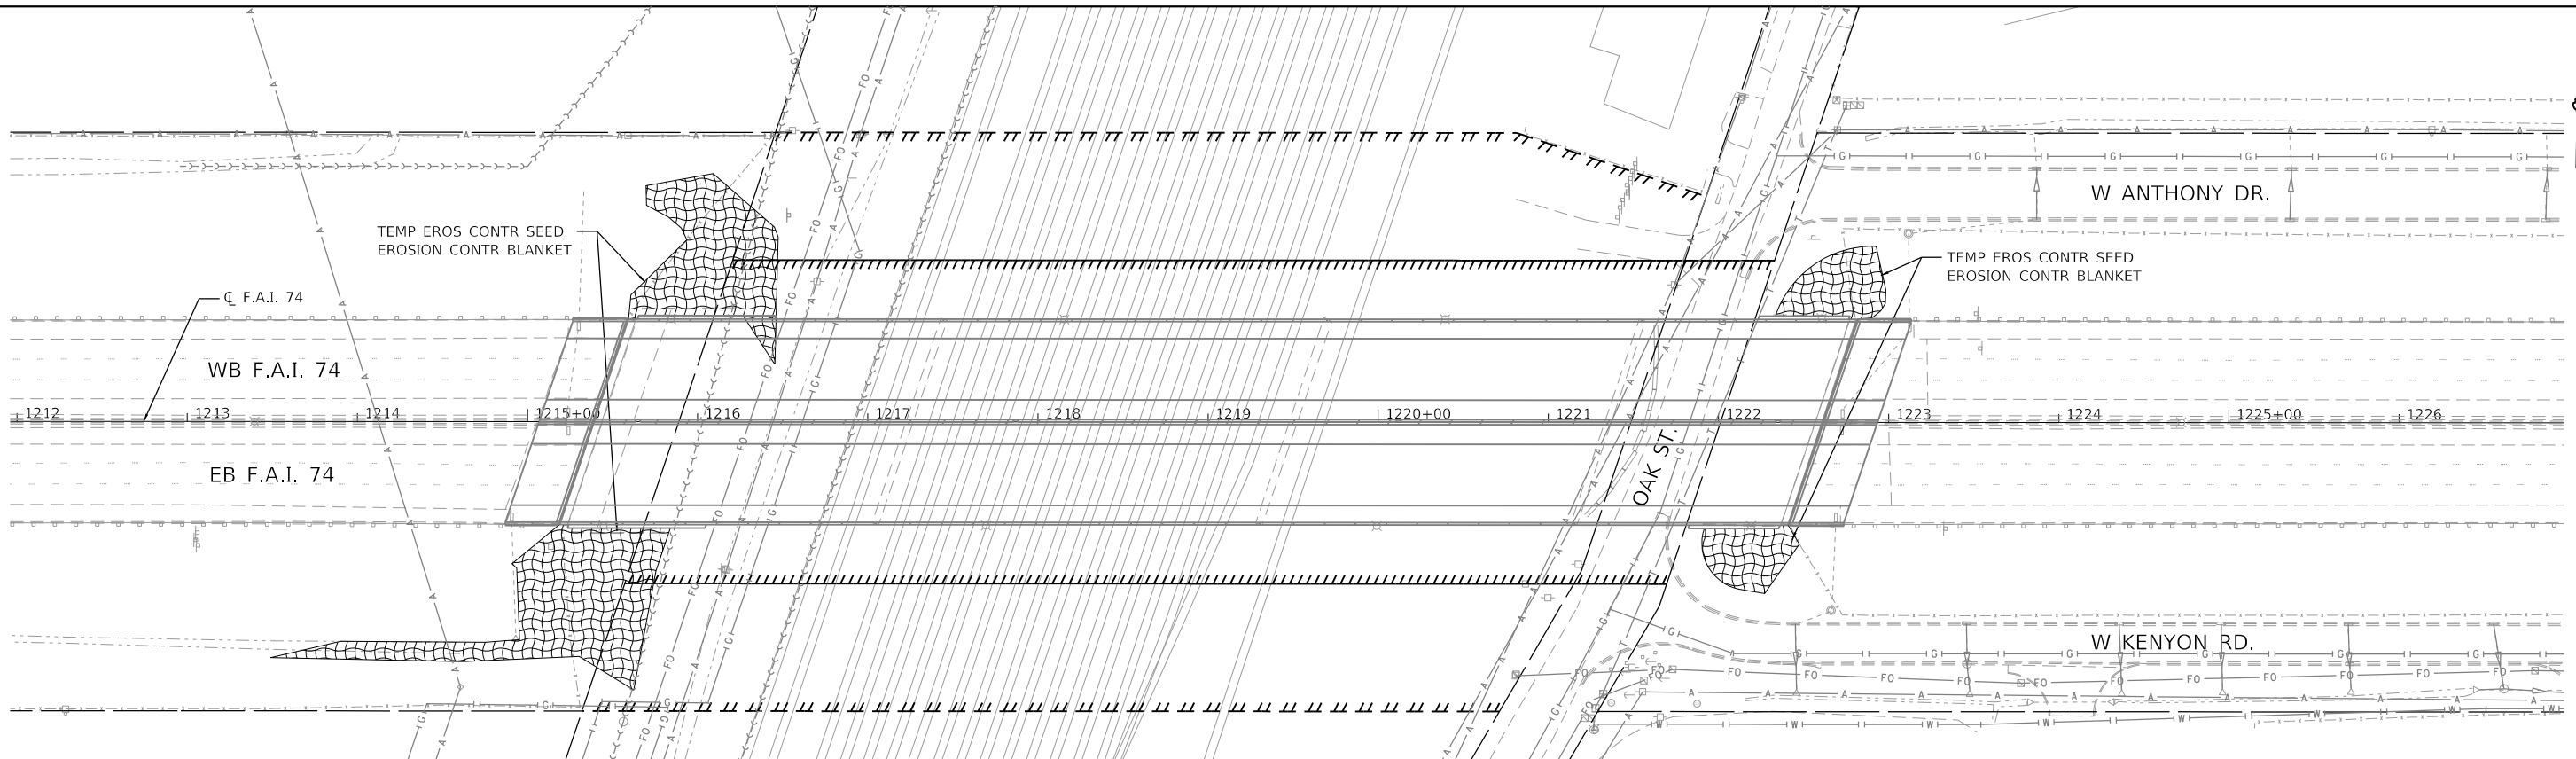 W ANTHONY DR.
TEMP EROS CONTR SEED
EROSION CONTR BLANKET
TEMP EROS CONTR SEED
EROSION CONTR BLANKET
℄ F.A.I. 74
WB F.A.I. 74
1212
1213
1214
1215+00
1216
1217
1218
1219
1220+00
1221
1222
1223
1224
1225+00
1226
EB F.A.I. 74
OAK ST.
W KENYON RD.